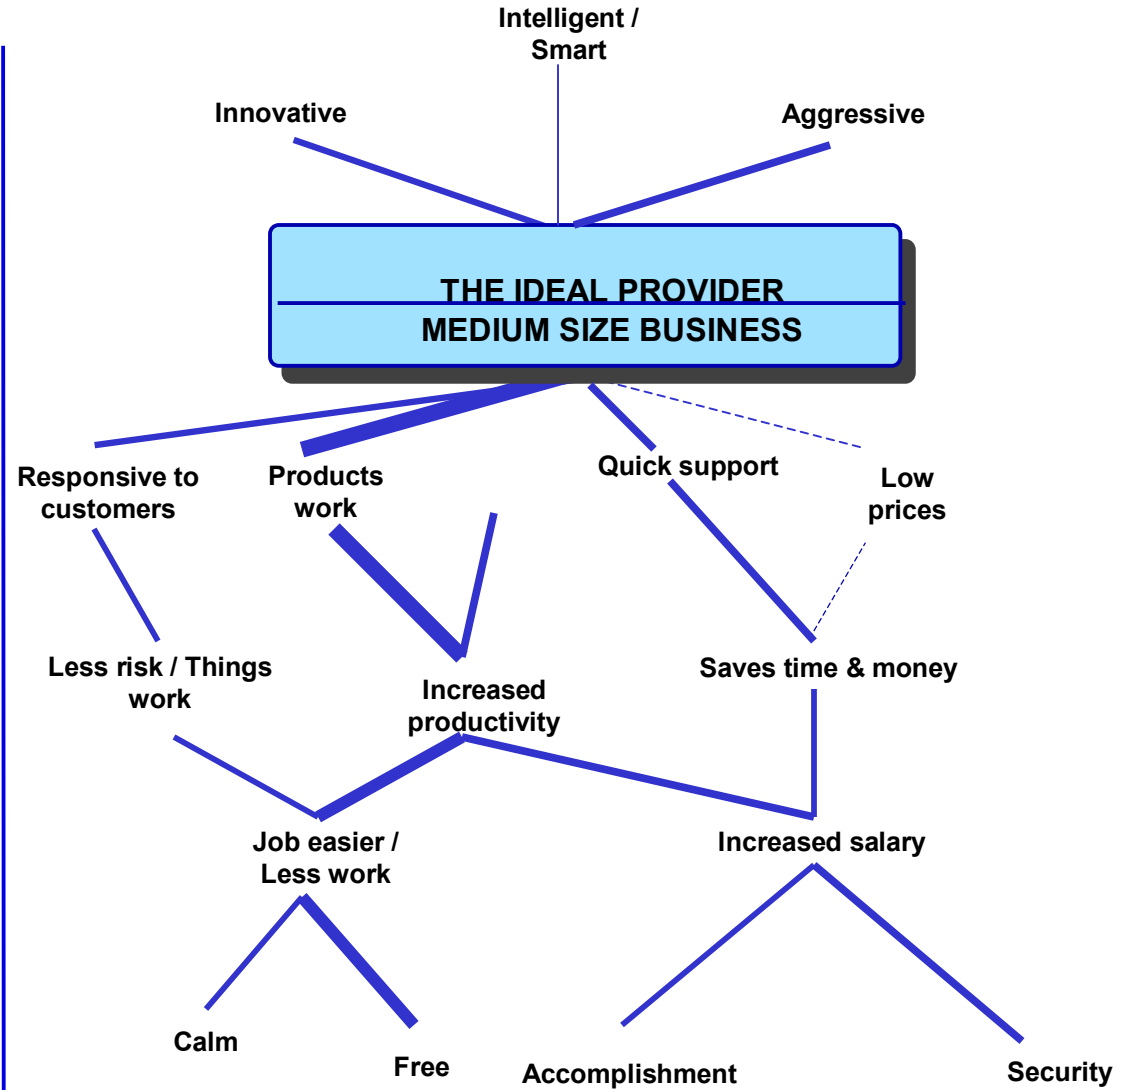 Intelligent /
Smart
Innovative
Aggressive
THE IDEAL PROVIDER
MEDIUM SIZE BUSINESS
Responsive to
customers
Products
work
Quick support
Low
prices
Less risk / Things
work
Increased
productivity
Saves time & money
Job easier /
Less work
Increased salary
Calm
Free
Accomplishment
Security